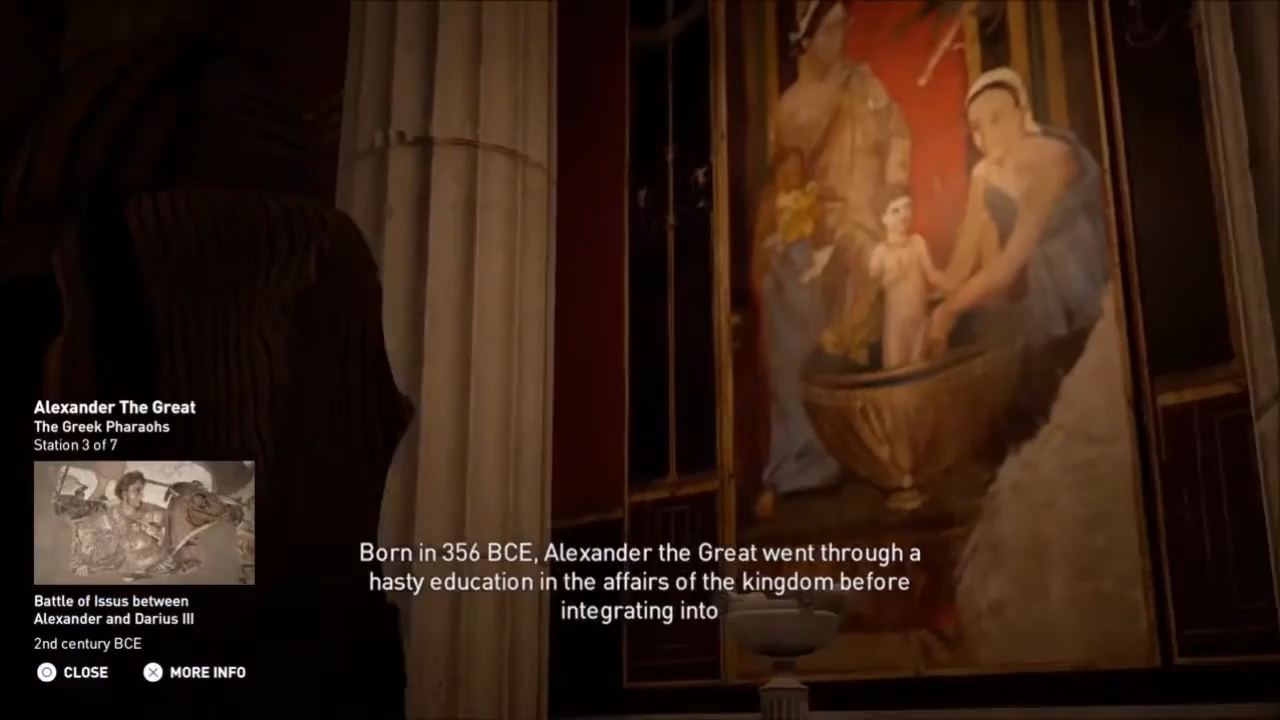 Alexander The Great
The Greek Pharaohs
Station 3 of 7
Battle of Issus between
Alexander and Darius III
2nd century BCE
CLOSE
MORE INFO
Born in 356 BCE, Alexander the Great went through a
hasty education in the affairs of the kingdom before
integrating into